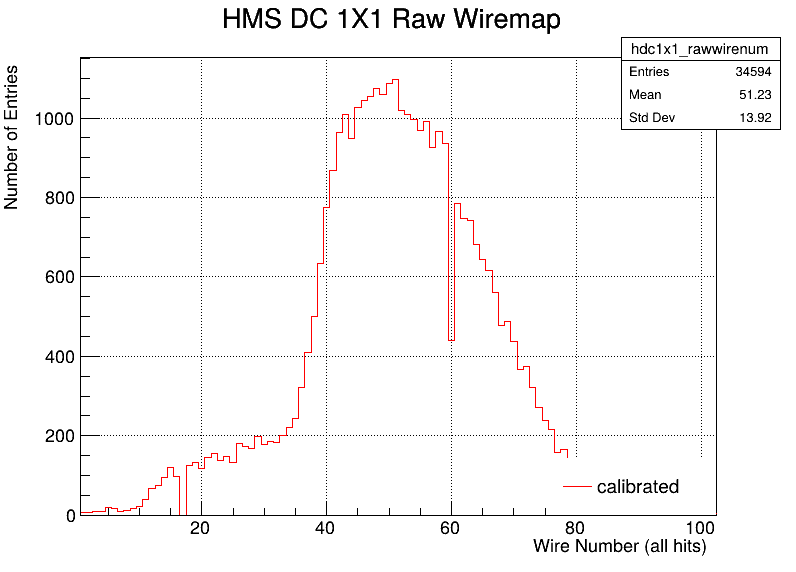 HMS DC 1X1 Raw Wiremap
hdc1x1_rawwirenum
Entries 34594
Mean 51.23
Std Dev 13.92
Number of Entries
1000
800
600
400
200
0
20 40 60 80 100
Wire Number (all hits)
calibrated